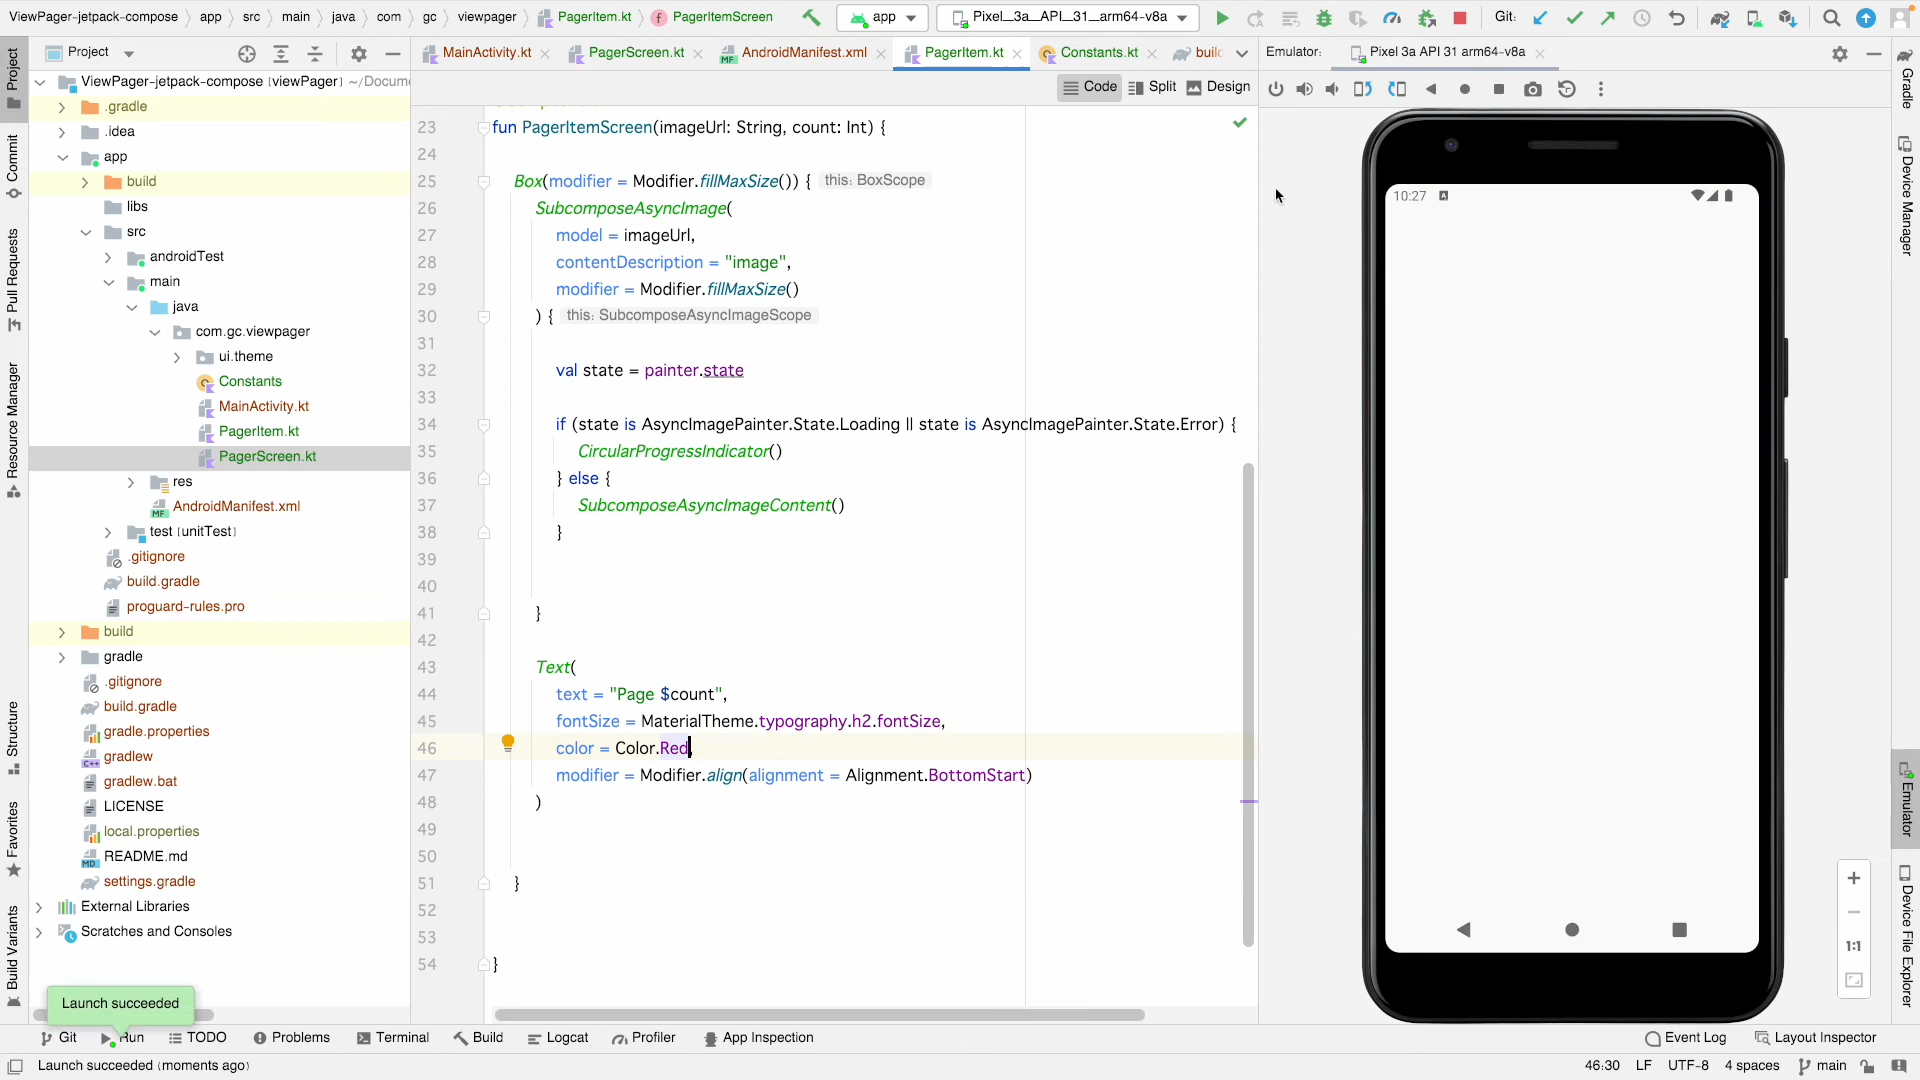 ViewPager-jetpack-compose app src main java com gc viewpager PagerItem.kt PagerItemScreen app Pixel_3a_API_31_arm64-v8a Git:
Project
MainActivity.kt PagerScreen.kt AndroidManifest.xml PagerItem.kt Constants.kt
Emulator: Pixel 3a API 31 arm64-v8a
Code Split Design
ViewPager-jetpack-compose [viewPager] ~/Docume
.gradle
.idea
app
build
libs
src
androidTest
main
java
com.gc.viewpager
ui.theme
Constants
MainActivity.kt
PagerItem.kt
PagerScreen.kt
res
AndroidManifest.xml
test [unitTest]
.gitignore
build.gradle
proguard-rules.pro
build
gradle
.gitignore
build.gradle
gradle.properties
gradlew
gradlew.bat
LICENSE
local.properties
README.md
settings.gradle
External Libraries
Scratches and Consoles
Project
Commit
Pull Requests
Resource Manager
Structure
Favorites
Build Variants
23 fun PagerItemScreen(imageUrl: String, count: Int) {
24
25 Box(modifier = Modifier.fillMaxSize()) { this: BoxScope
26 SubcomposeAsyncImage(
27 model = imageUrl,
28 contentDescription = "image",
29 modifier = Modifier.fillMaxSize()
30 ) { this: SubcomposeAsyncImageScope
31
32 val state = painter.state
33
34 if (state is AsyncImagePainter.State.Loading || state is AsyncImagePainter.State.Error) {
35 CircularProgressIndicator()
36 } else {
37 SubcomposeAsyncImageContent()
38 }
39
40
41 }
42
43 Text(
44 text = "Page $count",
45 fontSize = MaterialTheme.typography.h2.fontSize,
46 color = Color.Red,
47 modifier = Modifier.align(alignment = Alignment.BottomStart)
48 )
49
50
51 }
52
53
54 }
10:27
1:1
Gradle
Device Manager
Emulator
Device File Explorer
Launch succeeded
Git Run TODO Problems Terminal Build Logcat Profiler App Inspection Event Log Layout Inspector
Launch succeeded (moments ago) 46:30 LF UTF-8 4 spaces main